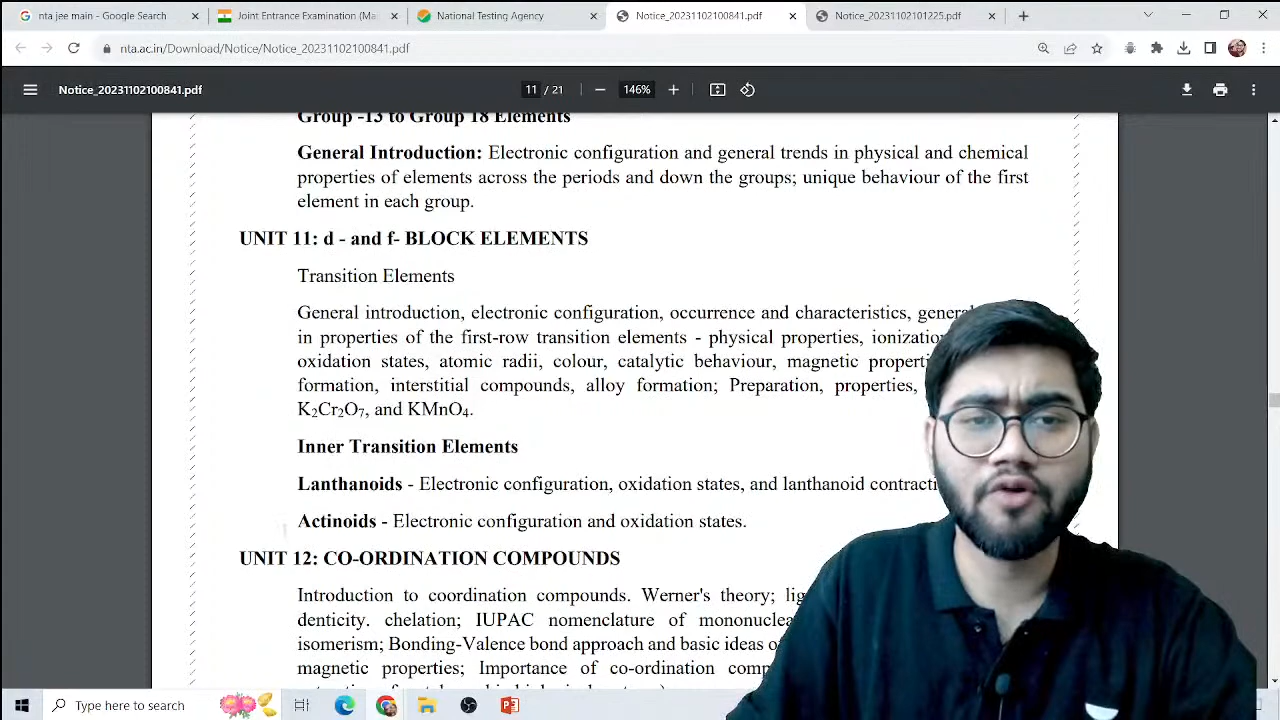 nta jee main - Google Search
Joint Entrance Examination (Ma
National Testing Agency
Notice_20231102100841.pdf
Notice_20231102101225.pdf
nta.ac.in/Download/Notice/Notice_20231102100841.pdf
Notice_20231102100841.pdf
11 / 21
146%
Group -13 to Group 18 Elements
General Introduction: Electronic configuration and general trends in physical and chemical
properties of elements across the periods and down the groups; unique behaviour of the first
element in each group.
UNIT 11: d - and f- BLOCK ELEMENTS
Transition Elements
General introduction, electronic configuration, occurrence and characteristics, general
in properties of the first-row transition elements - physical properties, ionization
oxidation states, atomic radii, colour, catalytic behaviour, magnetic properti
formation, interstitial compounds, alloy formation; Preparation, properties,
K₂Cr₂O₇, and KMnO₄.
Inner Transition Elements
Lanthanoids - Electronic configuration, oxidation states, and lanthanoid contracti
Actinoids - Electronic configuration and oxidation states.
UNIT 12: CO-ORDINATION COMPOUNDS
Introduction to coordination compounds. Werner's theory; lig
denticity. chelation; IUPAC nomenclature of mononuclea
isomerism; Bonding-Valence bond approach and basic ideas o
magnetic properties; Importance of co-ordination comp
Type here to search